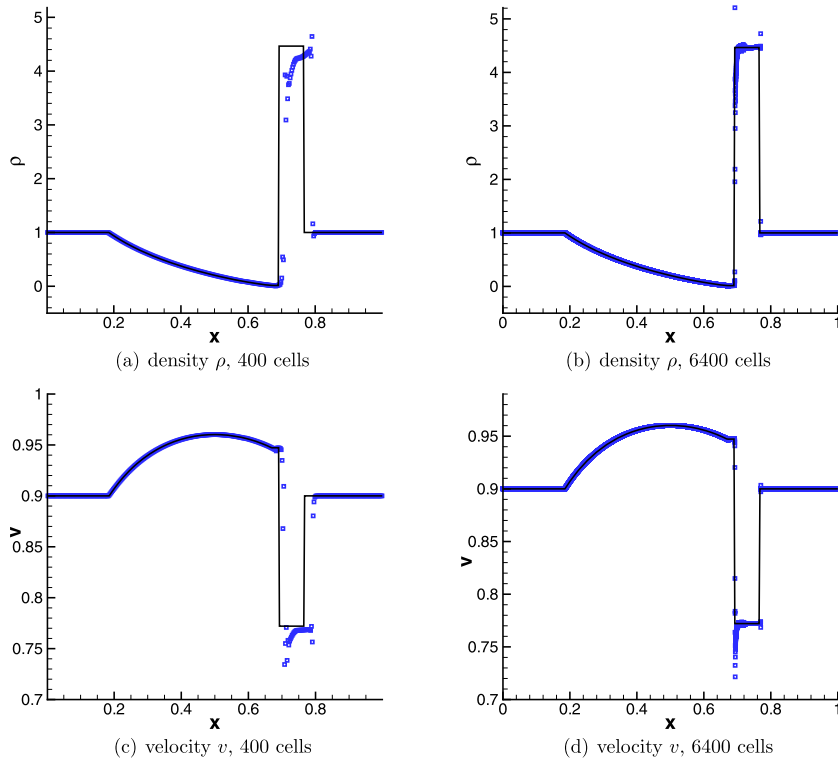 5
4
3
2
1
0
ρ
0.2 0.4 0.6 0.8
x
(a) density ρ, 400 cells
5
4
3
2
1
0
ρ
0 0.2 0.4 0.6 0.8 1
x
(b) density ρ, 6400 cells
1
0.95
0.9
0.85
0.8
0.75
0.7
v
0.2 0.4 0.6 0.8
x
(c) velocity v, 400 cells
0.95
0.9
0.85
0.8
0.75
0.7
v
0 0.2 0.4 0.6 0.8 1
x
(d) velocity v, 6400 cells